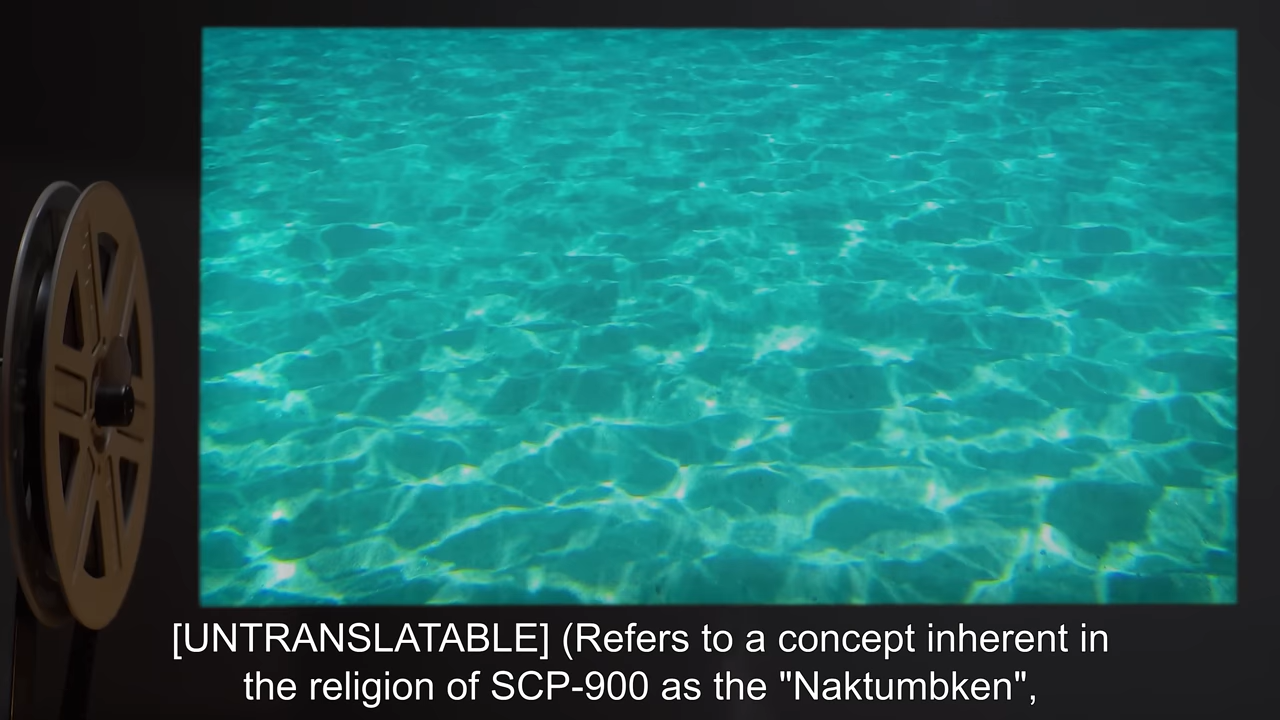 [UNTRANSLATABLE] (Refers to a concept inherent in
the religion of SCP-900 as the "Naktumbken",